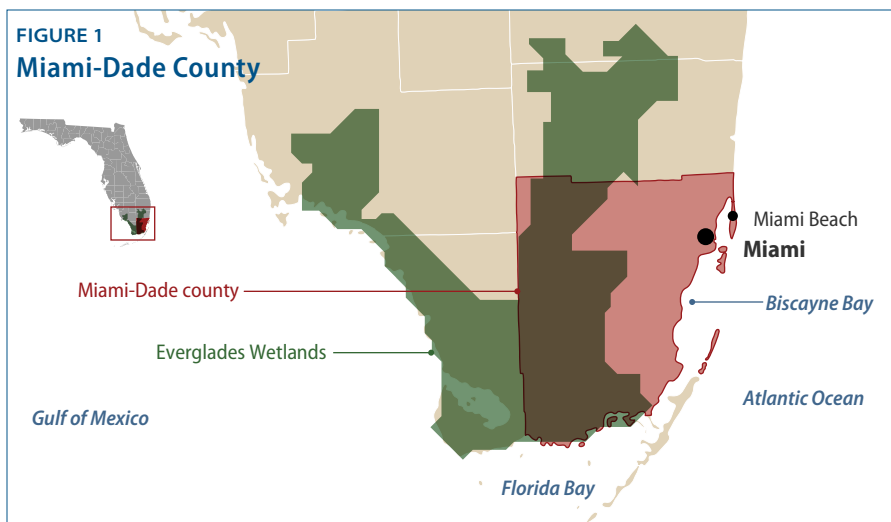 FIGURE 1
Miami-Dade County
Miami Beach
Miami
Miami-Dade county
Biscayne Bay
Everglades Wetlands
Atlantic Ocean
Gulf of Mexico
Florida Bay